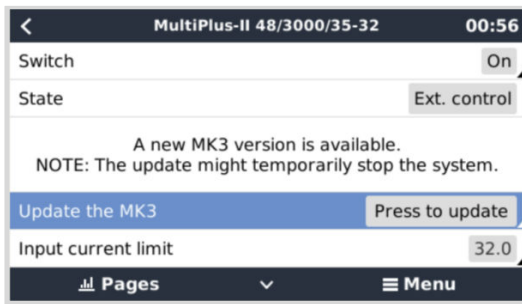 MultiPlus-II 48/3000/35-32 00:56
Switch On
State Ext. control
A new MK3 version is available.
NOTE: The update might temporarily stop the system.
Update the MK3 Press to update
Input current limit 32.0
Pages Menu